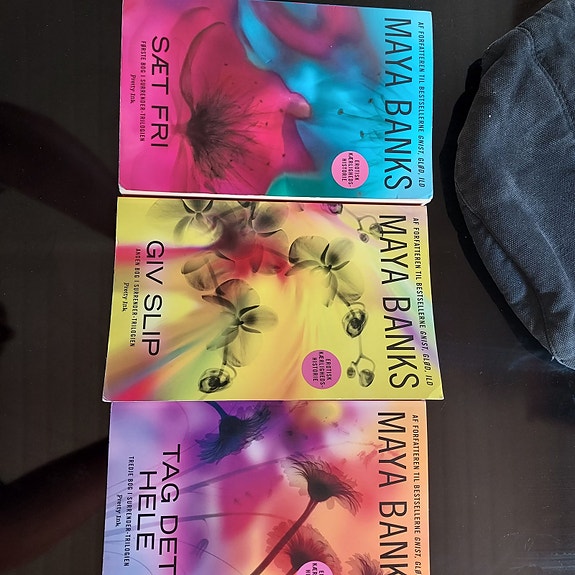 AF FORFATTEREN TIL BESTSELLERNE GNIST, GLØD, ILD
MAYA BANKS
EROTISK
KÆRLIGHEDS-
HISTORIE
SÆT FRI
FØRSTE BOG I SURRENDER-TRILOGIEN
Pretty Ink
AF FORFATTEREN TIL BESTSELLERNE GNIST, GLØD, ILD
MAYA BANKS
EROTISK
KÆRLIGHEDS-
HISTORIE
GIV SLIP
ANDEN BOG I SURRENDER-TRILOGIEN
Pretty Ink
AF FORFATTEREN TIL BESTSELLERNE GNIST, GLØD,
MAYA BANK
TAG DET
HELE
TREDJE BOG I SURRENDER-TRILOGIEN
Pretty Ink